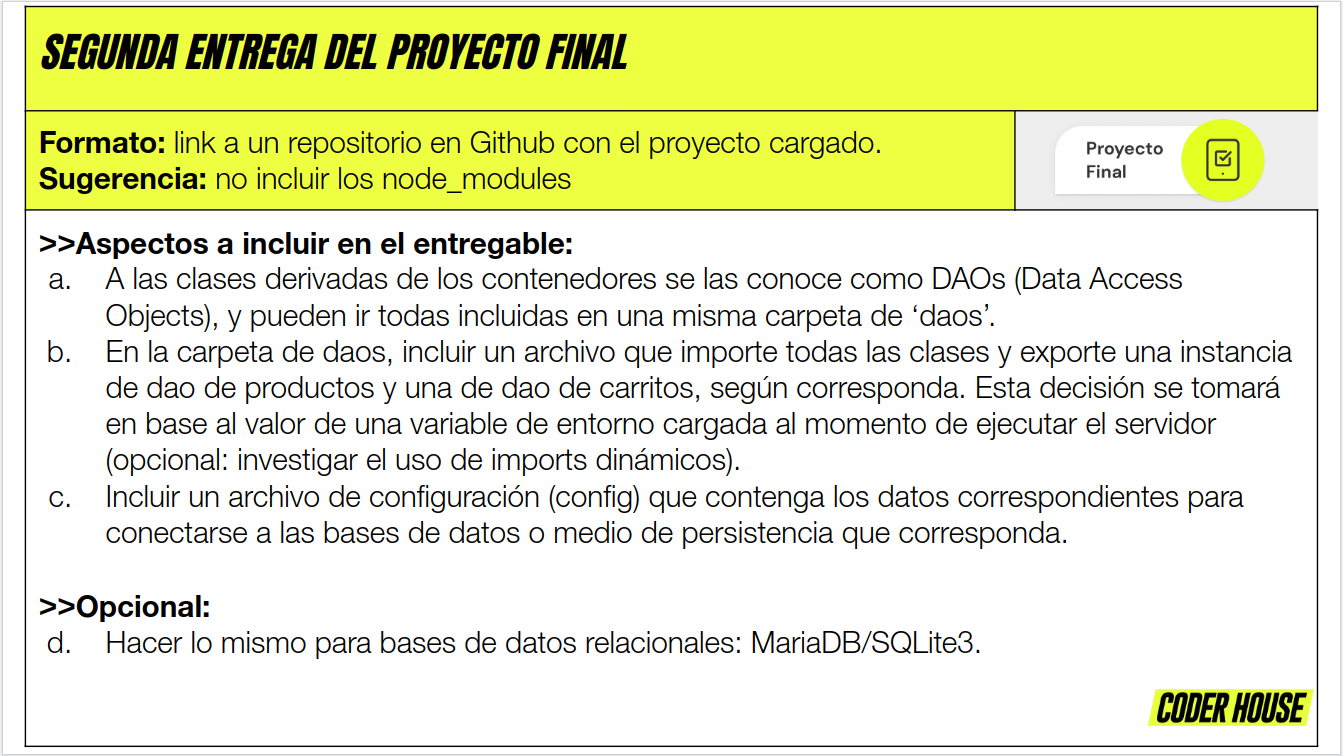 SEGUNDA ENTREGA DEL PROYECTO FINAL
Formato: link a un repositorio en Github con el proyecto cargado.
Sugerencia: no incluir los node_modules
Proyecto
Final
>>Aspectos a incluir en el entregable:
a. A las clases derivadas de los contenedores se las conoce como DAOs (Data Access
Objects), y pueden ir todas incluidas en una misma carpeta de ‘daos’.
b. En la carpeta de daos, incluir un archivo que importe todas las clases y exporte una instancia
de dao de productos y una de dao de carritos, según corresponda. Esta decisión se tomará
en base al valor de una variable de entorno cargada al momento de ejecutar el servidor
(opcional: investigar el uso de imports dinámicos).
c. Incluir un archivo de configuración (config) que contenga los datos correspondientes para
conectarse a las bases de datos o medio de persistencia que corresponda.
>>Opcional:
d. Hacer lo mismo para bases de datos relacionales: MariaDB/SQLite3.
CODER HOUSE